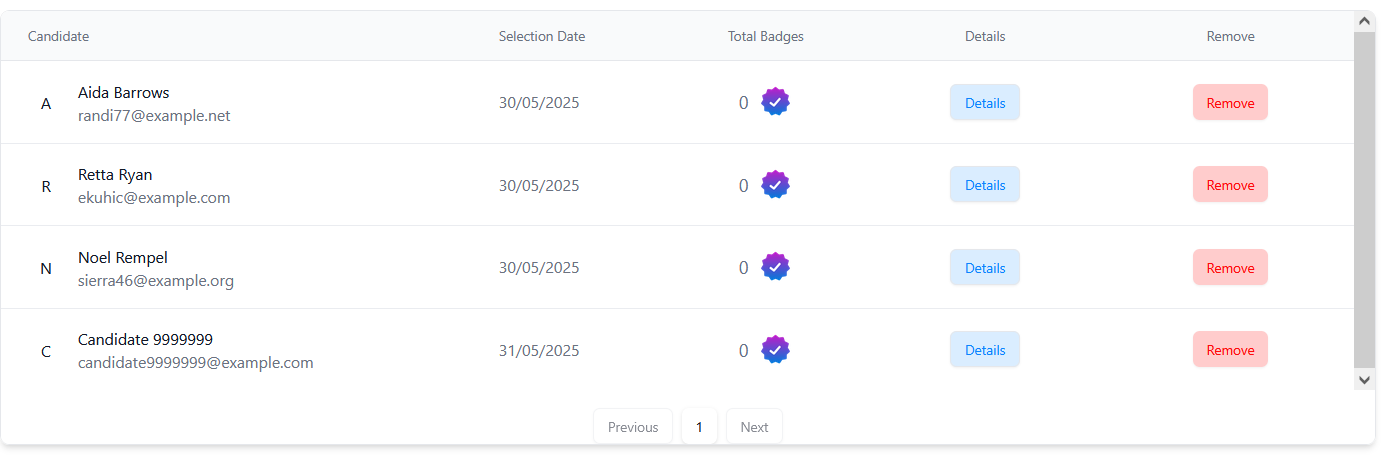 Candidate Selection Date Total Badges Details Remove
A
Aida Barrows
randi77@example.net
30/05/2025 0 Details Remove
R
Retta Ryan
ekuhic@example.com
30/05/2025 0 Details Remove
N
Noel Rempel
sierra46@example.org
30/05/2025 0 Details Remove
C
Candidate 9999999
candidate9999999@example.com
31/05/2025 0 Details Remove
Previous 1 Next